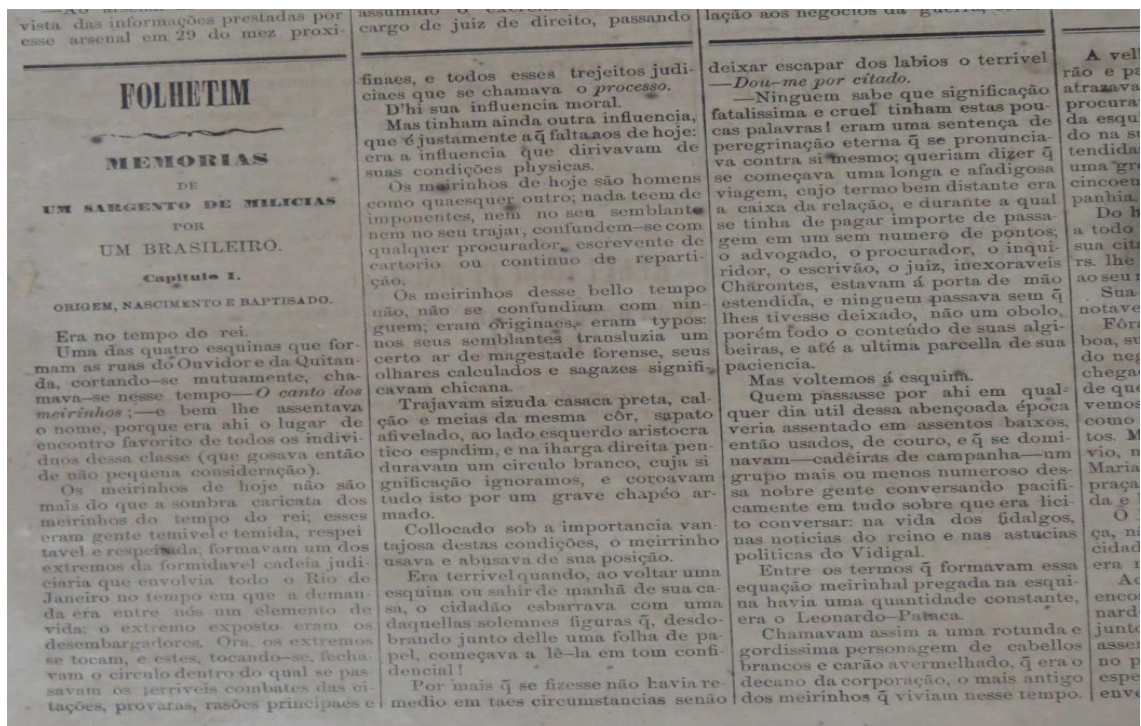 vista das informações prestadas por
esse arsenal em 29 do mez proxi-
FOLHETIM
MEMORIAS
DE
UM SARGENTO DE MILICIAS
POR
UM BRASILEIRO.
Capitulo I.
ORIGEM, NASCIMENTO E BAPTISADO.
Era no tempo do rei.
Uma das quatro esquinas que for-
mam as ruas do Ouvidor e da Quitan-
da, cortando-se mutuamente, cha-
mava-se nesse tempo—O canto dos
meirinhos;—e bem lhe assentava
o nome, porque era ahi o lugar de
encontro favorito de todos os indivi
duos dessa classe (que gosava então
de não pequena consideração).
Os meirinhos de hoje não são
mais do que a sombra caricata dos
meirinhos do tempo do rei; esses
eram gente temivel e temida, respei
tavel e respeitada; formavam um dos
extremos da formidavel cadeia judi-
ciaria que envolvia todo o Rio de
Janeiro no tempo em que a deman-
da era entre nós um elemento de
vida: o extremo exposto eram os
desembargadores. Ora, os extremos
se tocam, e estes, tocando-se, fecha-
vam o circulo dentro do qual se pas-
savam os terriveis combates das ci-
tações, provaras, rasões principaes e
assumido o
cargo de juiz de direito, passando
finaes, e todos esses trejeitos judi-
ciaes que se chamava o processo.
D'hi sua influencia moral.
Mas tinham ainda outra influencia,
que é justamente a q̃ falta aos de hoje:
era a influencia que dirivavam de
suas condições physicas.
Os meirinhos de hoje são homens
como quaesquer outro; nada teem de
imponentes, nem no seu semblante
nem no seu trajar, confundem-se com
qualquer procurador, escrevente de
cartorio ou continuo de reparti-
ção.
Os meirinhos desse bello tempo
não, não se confundiam com nin-
guem; eram originaes, eram typos:
nos seus semblantes transluzia um
certo ar de magestade forense, seus
olhares calculados e sagazes signifi-
cavam chicana.
Trajavam sizuda casaca preta, cal-
ção e meias da mesma côr, sapato
afivelado, ao lado esquerdo aristocra
tico espadim, e na iharga direita pen-
duravam um circulo branco, cuja si
gnificação ignoramos, e coroavam
tudo isto por um grave chapéo ar-
mado.
Collocado sob a importancia van-
tajosa destas condições, o meirrinho
usava e abusava de sua posição.
Era terrivel quando, ao voltar uma
esquina ou sahir de manhã de sua ca-
sa, o cidadão esbarrava com uma
daquellas solemnes figuras q̃, desdo-
brando junto delle uma folha de pa-
pel, começava a lê-la em tom confi-
dencial!
Por mais q̃ se fizesse não havia re-
medio em taes circumstancias senão
lação aos negocios da guerra,
deixar escapar dos labios o terrivel
—Dou-me por citado.
—Ninguem sabe que significação
fatalissima e cruel tinham estas pou-
cas palavras! eram uma sentença de
peregrinação eterna q̃ se pronuncia-
va contra si mesmo; queriam dizer q̃
se começava uma longa e afadigosa
viagem, cujo termo bem distante era
a caixa da relação, e durante a qual
se tinha de pagar importe de passa-
gem em um sem numero de pontos;
o advogado, o procurador, o inqui-
ridor, o escrivão, o juiz, inexoraveis
Charontes, estavam á porta de mão
estendida, e ninguem passava sem q̃
lhes tivesse deixado, não um obolo,
porém todo o conteúdo de suas algi-
beiras, e até a ultima parcella de sua
paciencia.
Mas voltemos á esquina.
Quem passasse por ahi em qual-
quer dia util dessa abençoada época
veria assentado em assentos baixos,
então usados, de couro, e q̃ se domi-
navam—cadeiras de campanha—um
grupo mais ou menos numeroso des-
sa nobre gente conversando pacifi-
camente em tudo sobre que era lici-
to conversar: na vida dos fidalgos,
nas noticias do reino e nas astucias
politicas do Vidigal.
Entre os termos q̃ formavam essa
equação meirinhal pregada na esqui-
na havia uma quantidade constante,
era o Leonardo-Pataca.
Chamavam assim a uma rotunda e
gordissima personagem de cabellos
brancos e carão avermelhado, q̃ era o
decano da corporação, o mais antigo
dos meirinhos q̃ viviam nesse tempo.